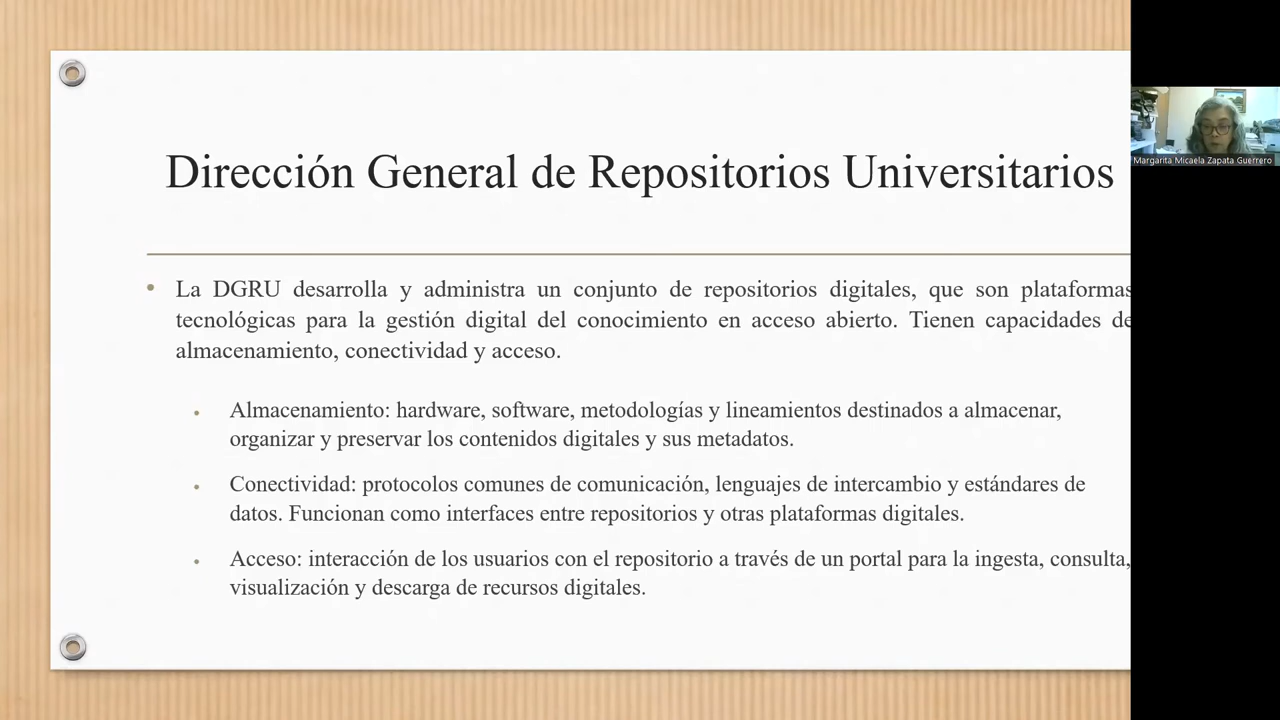 Dirección General de Repositorios Universitarios
• La DGRU desarrolla y administra un conjunto de repositorios digitales, que son plataformas
tecnológicas para la gestión digital del conocimiento en acceso abierto. Tienen capacidades de
almacenamiento, conectividad y acceso.
• Almacenamiento: hardware, software, metodologías y lineamientos destinados a almacenar,
organizar y preservar los contenidos digitales y sus metadatos.
• Conectividad: protocolos comunes de comunicación, lenguajes de intercambio y estándares de
datos. Funcionan como interfaces entre repositorios y otras plataformas digitales.
• Acceso: interacción de los usuarios con el repositorio a través de un portal para la ingesta, consulta,
visualización y descarga de recursos digitales.
Margarita Micaela Zapata Guerrero